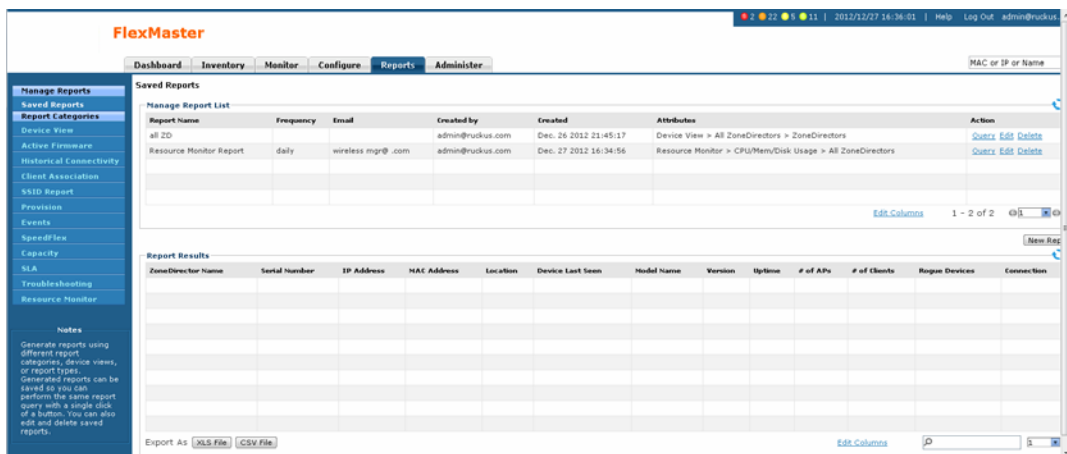 2 22 5 11 | 2012/12/27 16:36:01 | Help Log Out admin@ruckus.
FlexMaster
Dashboard Inventory Monitor Configure Reports Administer
MAC or IP or Name
Manage Reports
Saved Reports
Report Categories
Device View
Active Firmware
Historical Connectivity
Client Association
SSID Report
Provision
Events
SpeedFlex
Capacity
SLA
Troubleshooting
Resource Monitor
Notes
Generate reports using
different report
categories, device views,
or report types.
Generated reports can be
saved so you can
perform the same report
query with a single click
of a button. You can also
edit and delete saved
reports.
Saved Reports
Manage Report List
Report Name Frequency Email Created by Created Attributes Action
all ZD admin@ruckus.com Dec. 26 2012 21:45:17 Device View > All ZoneDirectors > ZoneDirectors Query Edit Delete
Resource Monitor Report daily wireless mgr@ .com admin@ruckus.com Dec. 27 2012 16:34:56 Resource Monitor > CPU/Mem/Disk Usage > All ZoneDirectors Query Edit Delete
Edit Columns 1 - 2 of 2 1
New Rep
Report Results
ZoneDirector Name Serial Number IP Address MAC Address Location Device Last Seen Model Name Version Uptime # of APs # of Clients Rogue Devices Connection
Export As XLS File CSV File Edit Columns 1